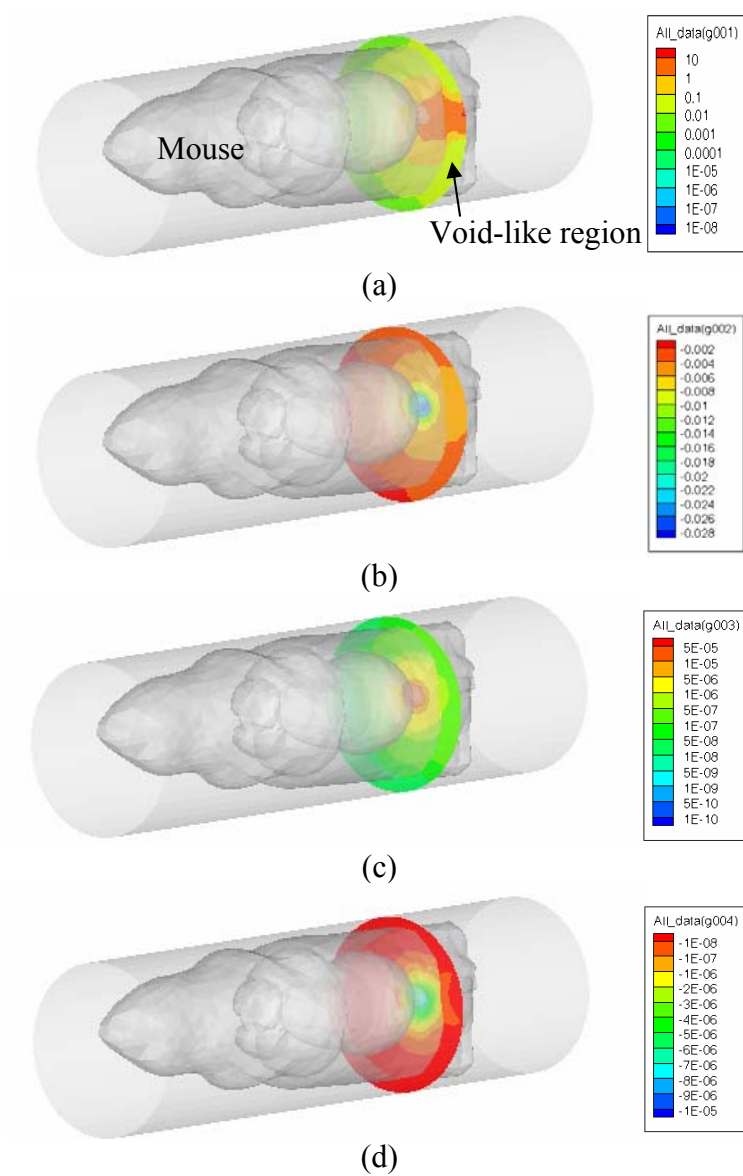 All_data(g001)
10
1
0.1
0.01
0.001
0.0001
1E-05
1E-06
1E-07
1E-08
Mouse
Void-like region
(a)
All_data(g002)
-0.002
-0.004
-0.006
-0.008
-0.01
-0.012
-0.014
-0.016
-0.018
-0.02
-0.022
-0.024
-0.026
-0.028
(b)
All_data(g003)
5E-05
1E-05
5E-06
1E-06
5E-07
1E-07
5E-08
1E-08
5E-09
1E-09
5E-10
1E-10
(c)
All_data(g004)
-1E-08
-1E-07
-1E-06
-2E-06
-3E-06
-4E-06
-5E-06
-6E-06
-7E-06
-8E-06
-9E-06
-1E-05
(d)